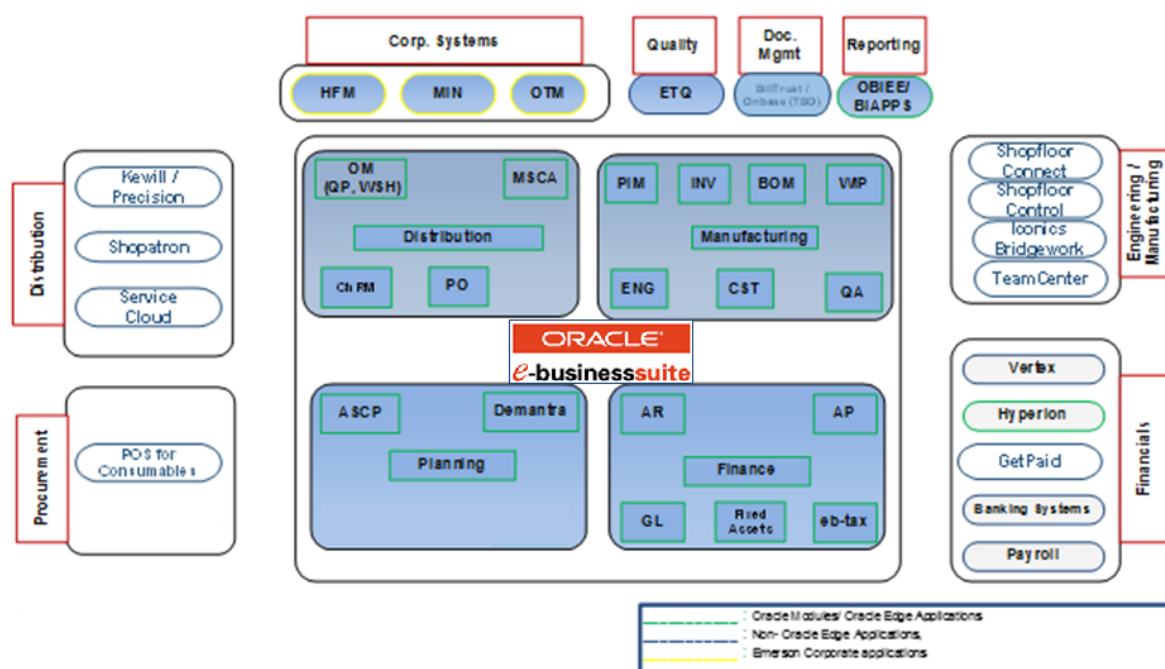 Corp. Systems
Quality
Doc.
Mgmt
Reporting
HFM
MIN
OTM
ETQ
BillTrust /
Onbase (TBD)
OBIEE/
BIAPPS
Distribution
Kewill /
Precision
Shopatron
Service
Cloud
Procurement
POS for
Consumables
OM
(QP, WSH)
MSCA
Distribution
Ch RM
PO
PIM
INV
BOM
WIP
Manufacturing
ENG
CST
QA
ORACLE
e-businesssuite
ASCP
Demantra
Planning
AR
AP
Finance
GL
Fixed
Assets
eb-tax
Shopfloor
Connect
Shopfloor
Control
Iconics
Bridgework
TeamCenter
Engineering /
Manufacturing
Vertex
Hyperion
GetPaid
Banking Systems
Payroll
Financials
: Oracle Modules/ Oracle Edge Applications
: Non- Oracle Edge Applications,
: Emerson Corporate applications